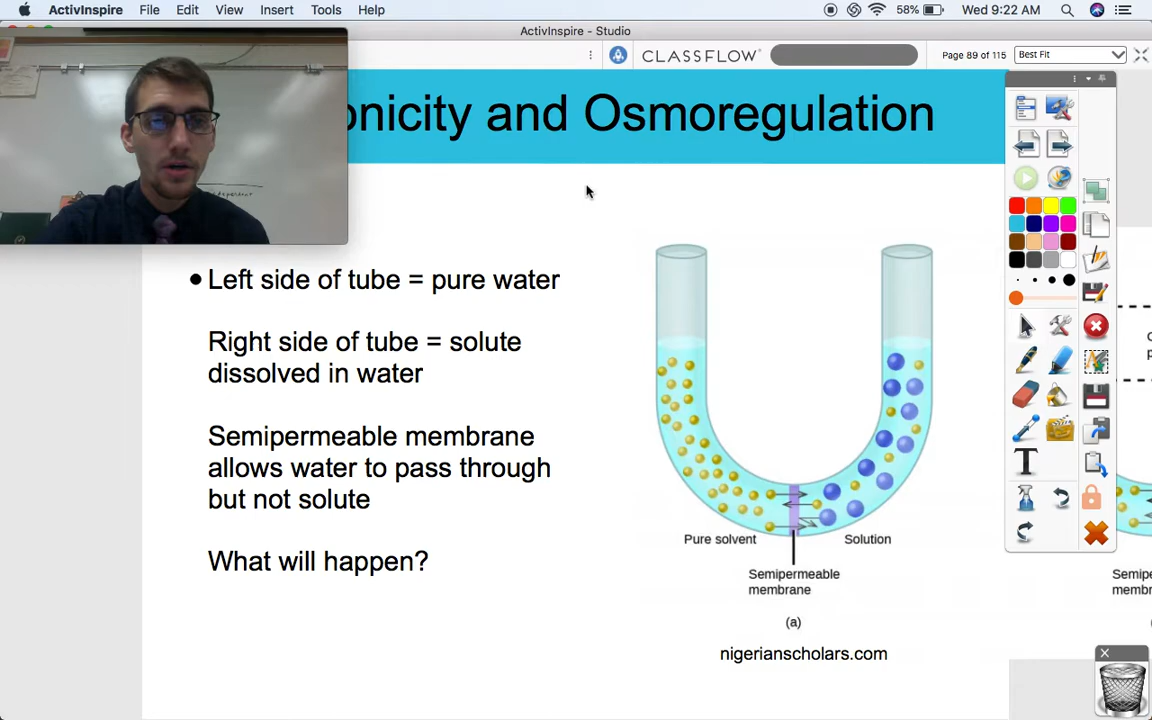 ActivInspire File Edit View Insert Tools Help 58% Wed 9:22 AM
ActivInspire - Studio
CLASSFLOW Page 89 of 115 Best Fit
onicity and Osmoregulation
• Left side of tube = pure water
Right side of tube = solute
dissolved in water
Semipermeable membrane
allows water to pass through
but not solute
What will happen?
Pure solvent Solution
Semipermeable
membrane
(a)
nigerianscholars.com
T
Semipe
membr